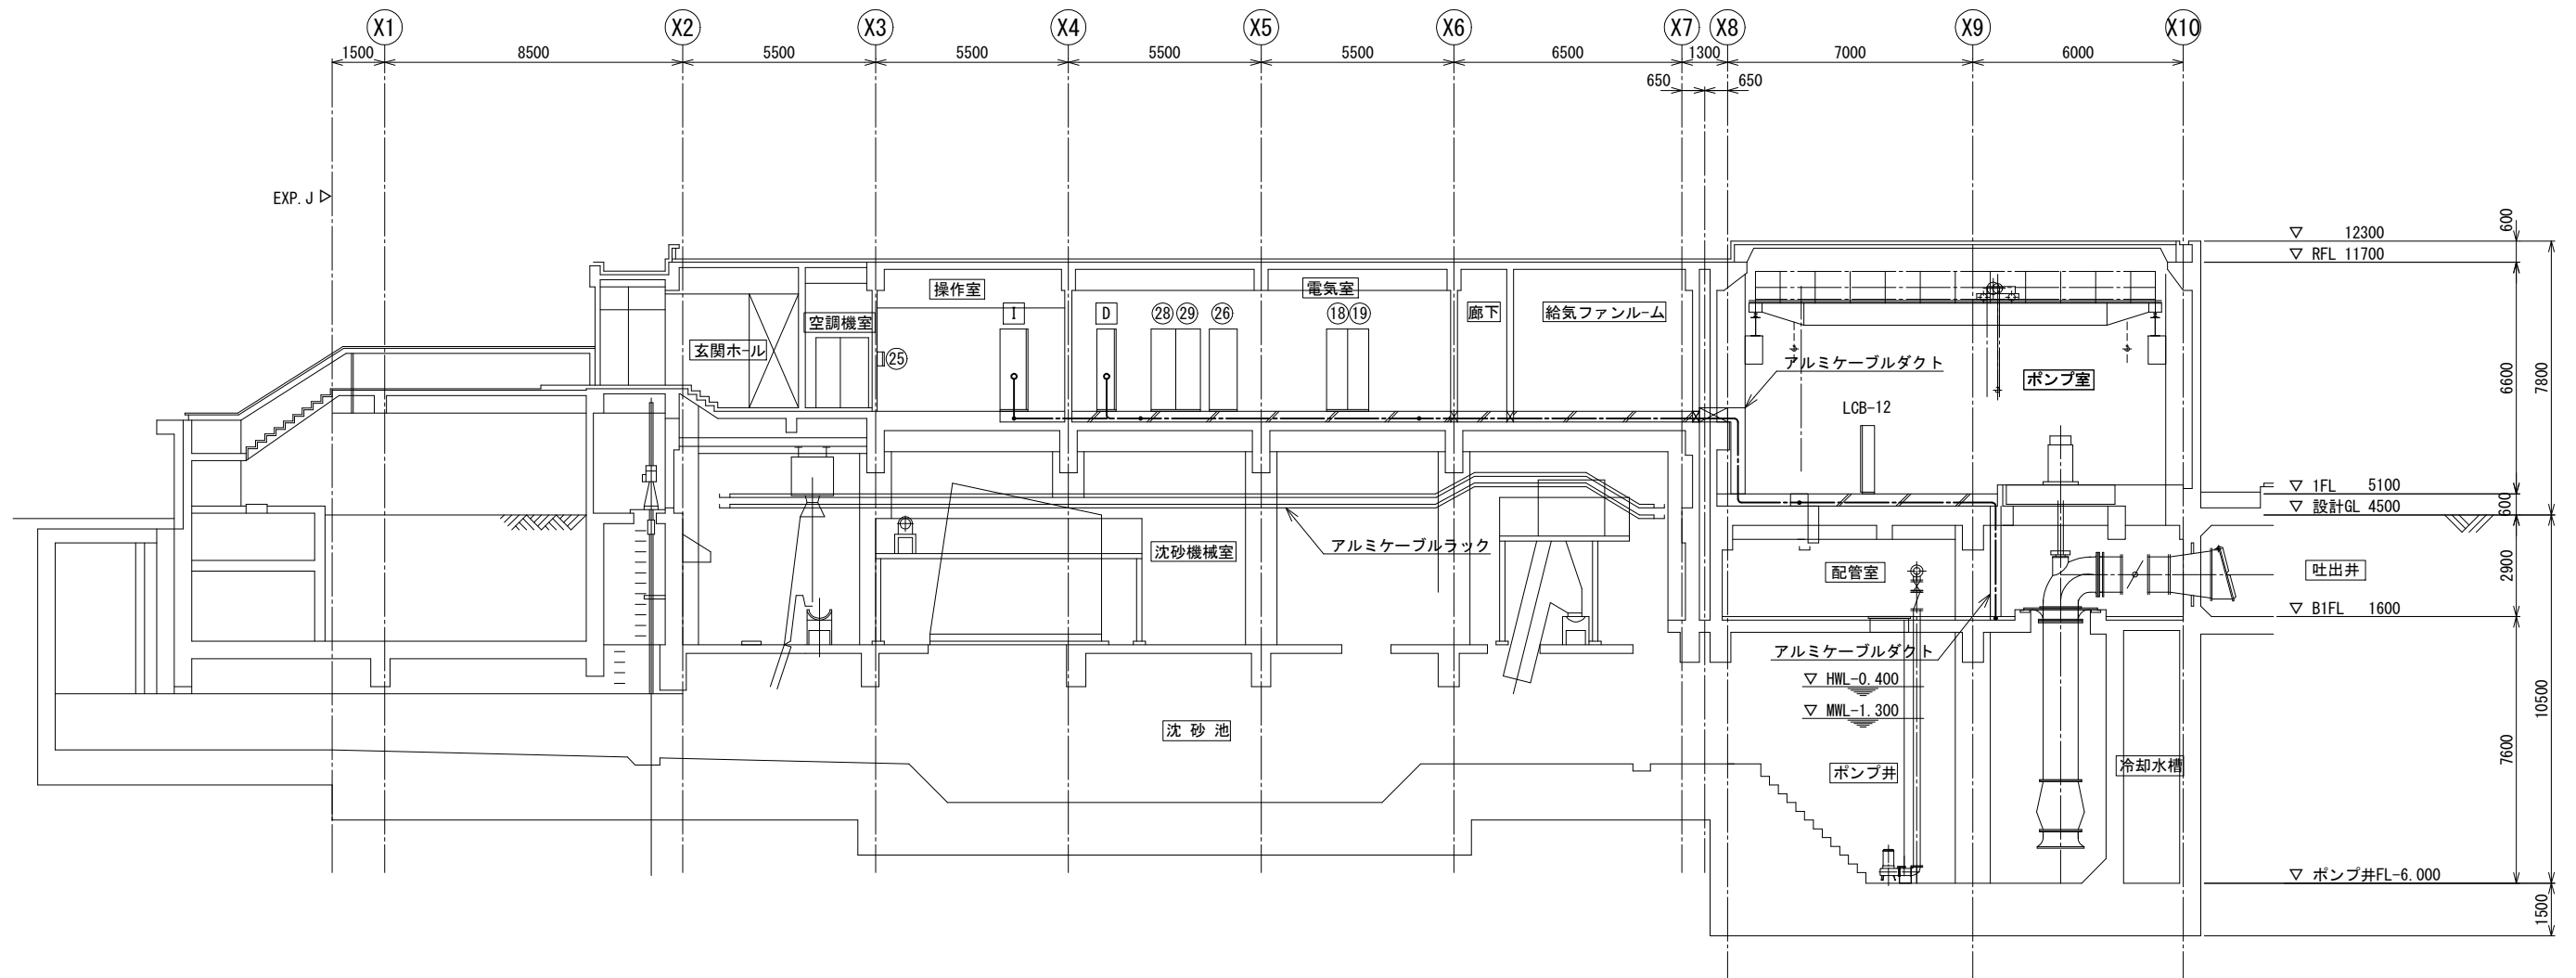 X1 X2 X3 X4 X5 X6 X7 X8 X9 X10
1500 8500 5500 5500 5500 5500 6500 1300 7000 6000
650 650
EXP.J ▷
▽ 12300
▽ RFL 11700
600
操作室
電気室
空調機室
玄関ホール
I
D
28 29 26 18 19
25
廊下
給気ファンルーム
アルミケーブルダクト
ポンプ室
LCB-12
6600
7800
▽ 1FL 5100
600
▽ 設計GL 4500
沈砂機械室
アルミケーブルラック
配管室
吐出井
2900
▽ B1FL 1600
アルミケーブルダクト
▽ HWL-0.400
▽ MWL-1.300
沈砂池
ポンプ井
冷却水槽
7600
10500
▽ ポンプ井FL-6.000
1500